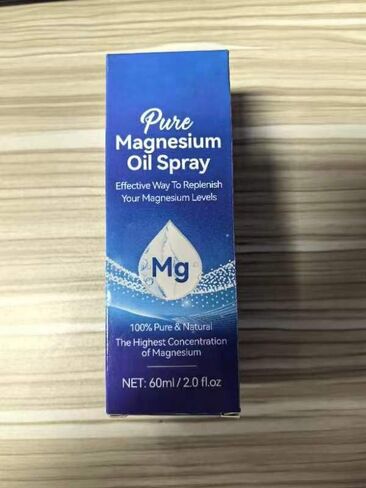 Pure
Magnesium
Oil Spray
Effective Way To Replenish
Your Magnesium Levels
Mg
100% Pure & Natural
The Highest Concentration
of Magnesium
NET: 60ml/2.0 fl.oz